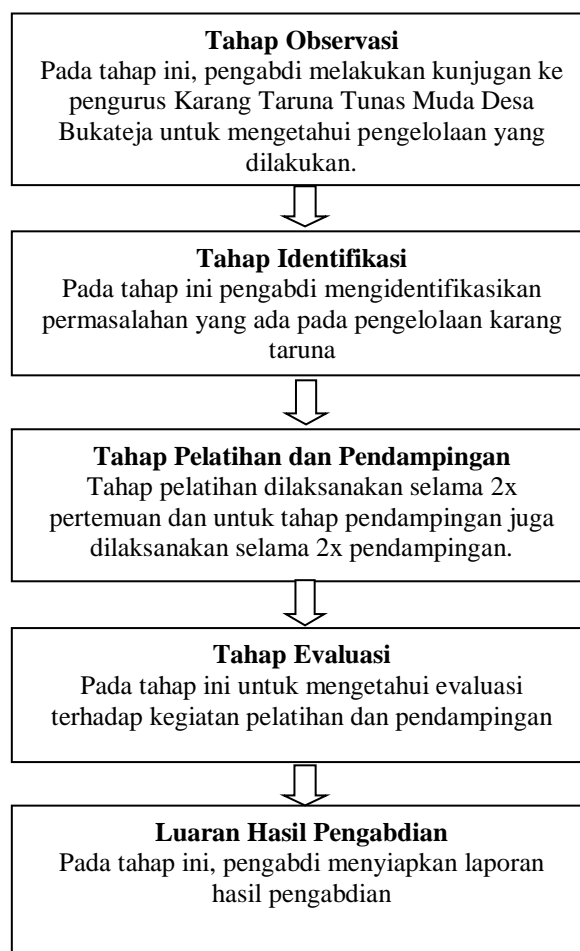 Tahap Observasi
Pada tahap ini, pengabdi melakukan kunjugan ke
pengurus Karang Taruna Tunas Muda Desa
Bukateja untuk mengetahui pengelolaan yang
dilakukan.
Tahap Identifikasi
Pada tahap ini pengabdi mengidentifikasikan
permasalahan yang ada pada pengelolaan karang
taruna
Tahap Pelatihan dan Pendampingan
Tahap pelatihan dilaksanakan selama 2x
pertemuan dan untuk tahap pendampingan juga
dilaksanakan selama 2x pendampingan.
Tahap Evaluasi
Pada tahap ini untuk mengetahui evaluasi
terhadap kegiatan pelatihan dan pendampingan
Luaran Hasil Pengabdian
Pada tahap ini, pengabdi menyiapkan laporan
hasil pengabdian